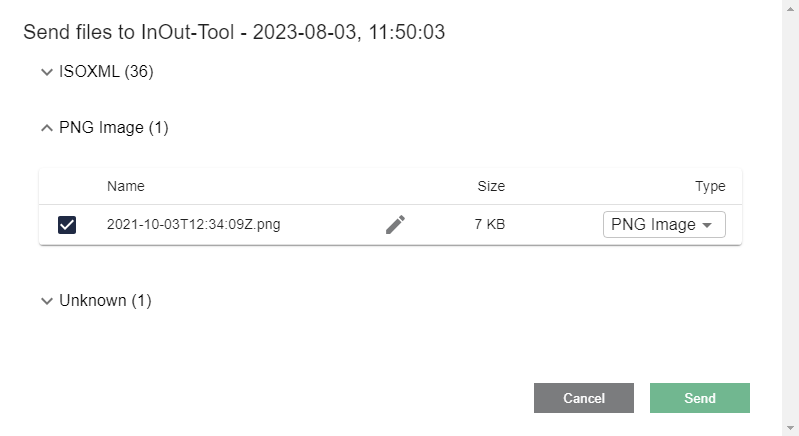 Send files to InOut-Tool - 2023-08-03, 11:50:03
ISOXML (36)
PNG Image (1)
Name Size Type
2021-10-03T12:34:09Z.png 7 KB PNG Image
Unknown (1)
Cancel Send